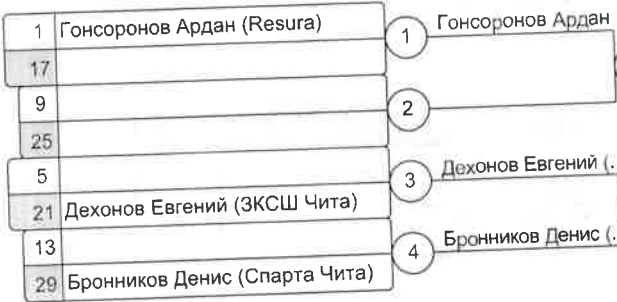 1 Гонсоронов Ардан (Resura)
17
1 Гонсоронов Ардан
9
25
2
5
21 Дехонов Евгений (ЗКСШ Чита)
3 Дехонов Евгений (.
13
29 Бронников Денис (Спарта Чита)
4 Бронников Денис (.